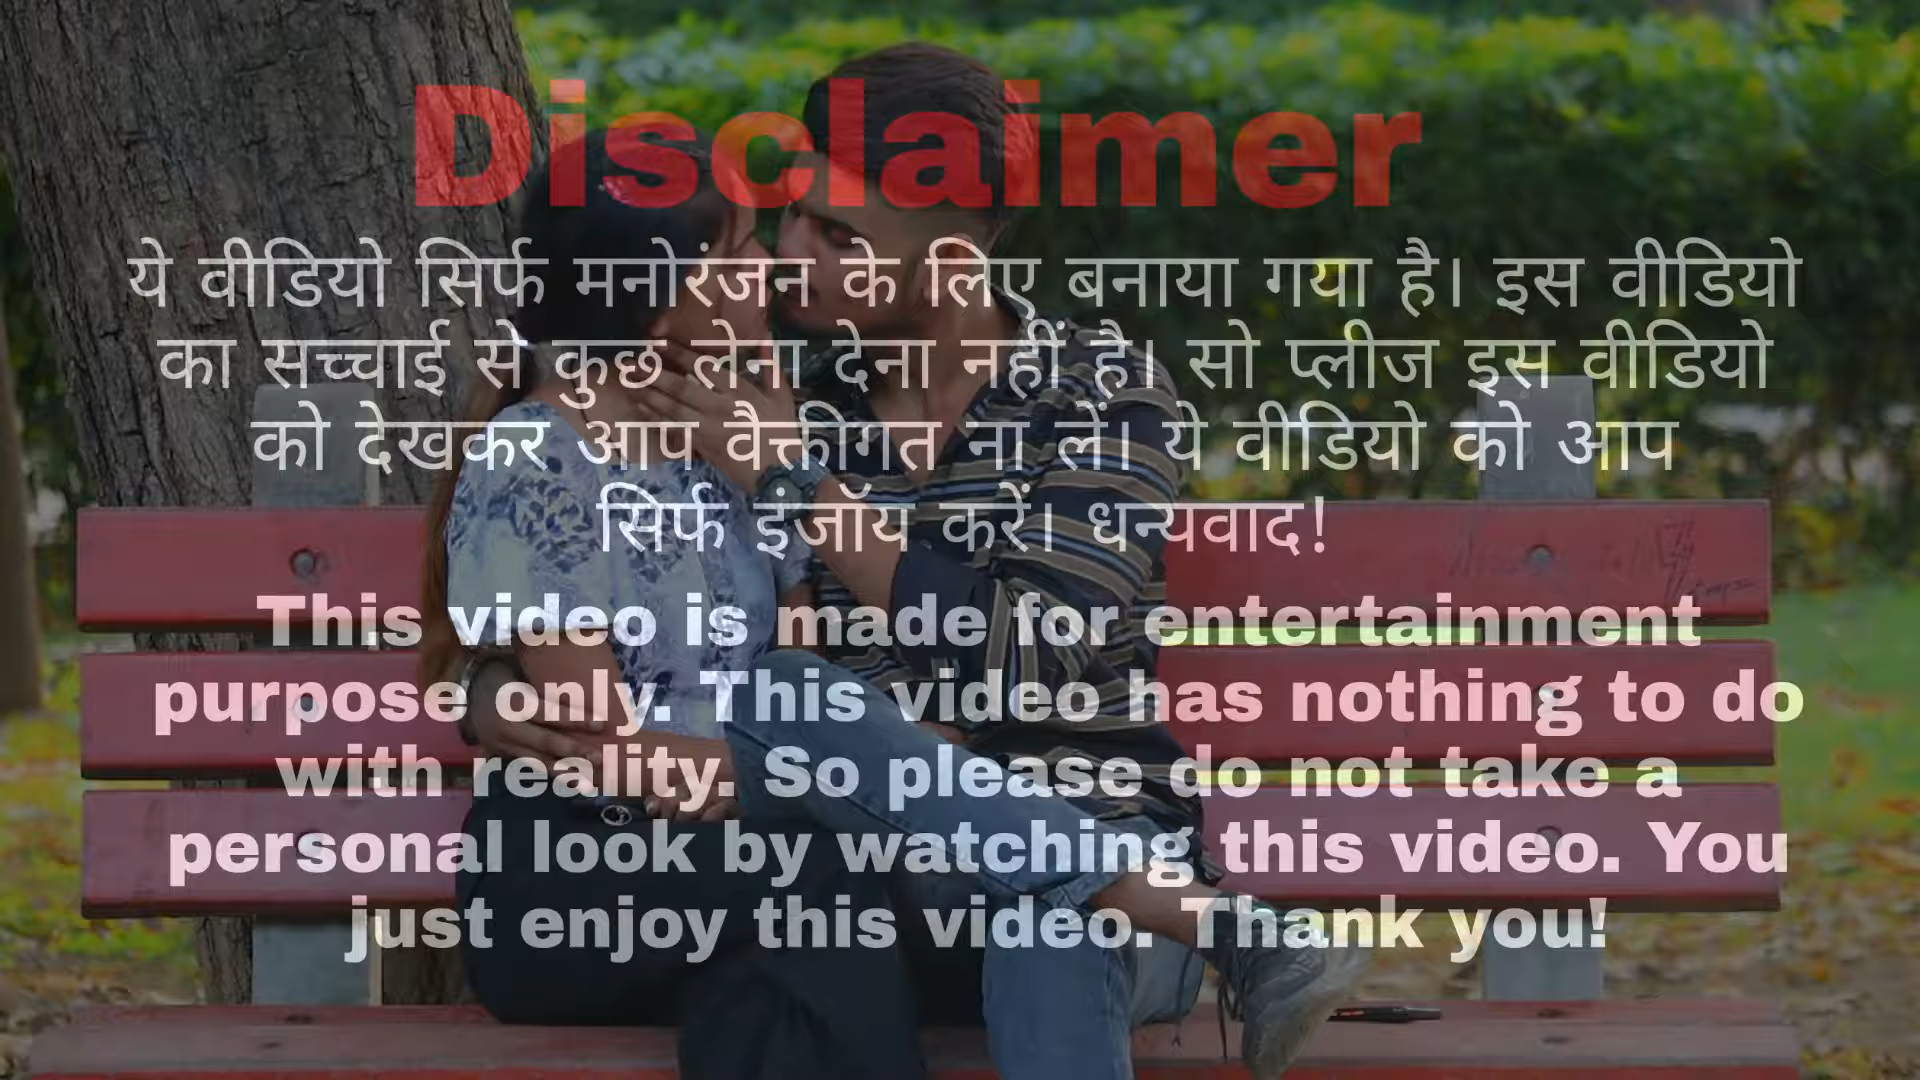 Disclaimer
ये वीडियो सिर्फ मनोरंजन के लिए बनाया गया है। इस वीडियो
का सच्चाई से कुछ लेना देना नहीं है। सो प्लीज इस वीडियो
को देखकर आप वैक्तीगत ना लें। ये वीडियो को आप
सिर्फ इंजॉय करें। धन्यवाद!
This video is made for entertainment
purpose only. This video has nothing to do
with reality. So please do not take a
personal look by watching this video. You
just enjoy this video. Thank you!